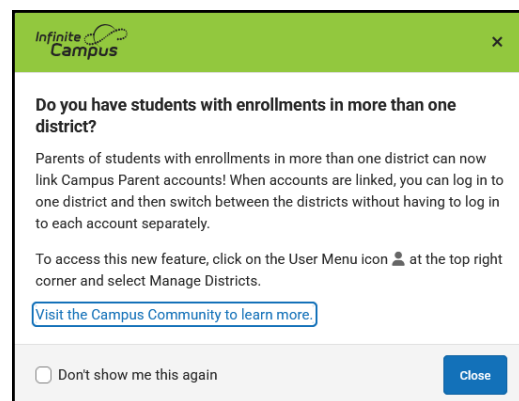 Infinite
Campus
×
Do you have students with enrollments in more than one
district?
Parents of students with enrollments in more than one district can now
link Campus Parent accounts! When accounts are linked, you can log in to
one district and then switch between the districts without having to log in
to each account separately.
To access this new feature, click on the User Menu icon at the top right
corner and select Manage Districts.
Visit the Campus Community to learn more.
Don't show me this again
Close